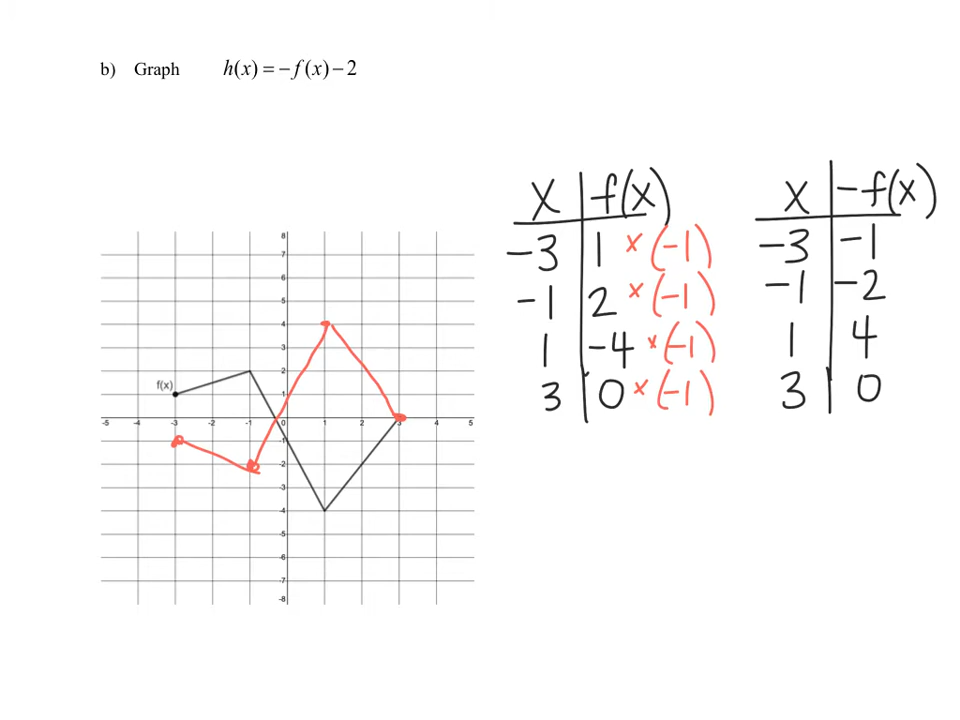 b) Graph h(x) = −f(x) − 2
x f(x)
−3 1 ×(−1)
−1 2 ×(−1)
1 −4 ×(−1)
3 0 ×(−1)
x −f(x)
−3 −1
−1 −2
1 4
3 0
8
7
6
5
4
3
2
f(x) 1
-5 -4 -3 -2 -1 0 1 2 3 4 5
-1
-2
-3
-4
-5
-6
-7
-8